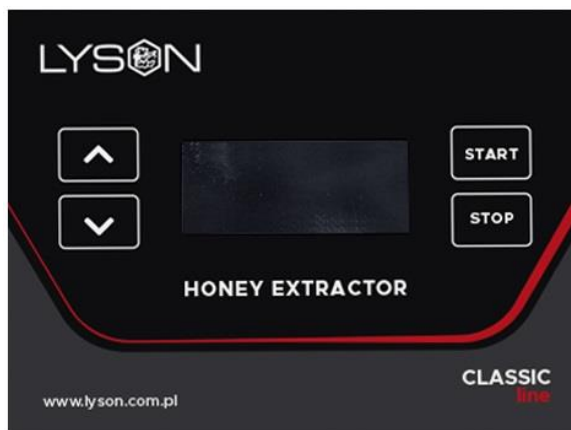 LYSON
START
STOP
HONEY EXTRACTOR
CLASSIC
line
www.lyson.com.pl